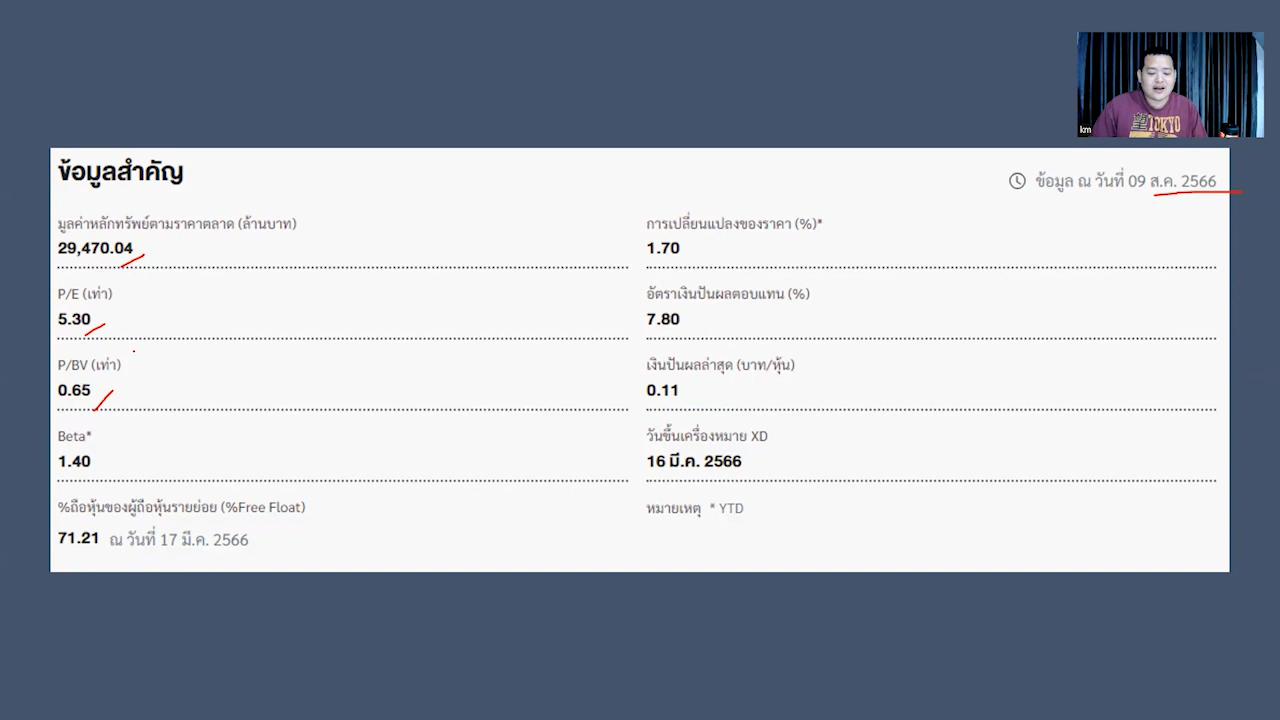 TOKYO
km
ข้อมูลสำคัญ
ข้อมูล ณ วันที่ 09 ส.ค. 2566
มูลค่าหลักทรัพย์ตามราคาตลาด (ล้านบาท)
29,470.04
การเปลี่ยนแปลงของราคา (%)*
1.70
P/E (เท่า)
5.30
อัตราเงินปันผลตอบแทน (%)
7.80
P/BV (เท่า)
0.65
เงินปันผลล่าสุด (บาท/หุ้น)
0.11
Beta*
1.40
วันขึ้นเครื่องหมาย XD
16 มี.ค. 2566
%ถือหุ้นของผู้ถือหุ้นรายย่อย (%Free Float)
71.21 ณ วันที่ 17 มี.ค. 2566
หมายเหตุ * YTD